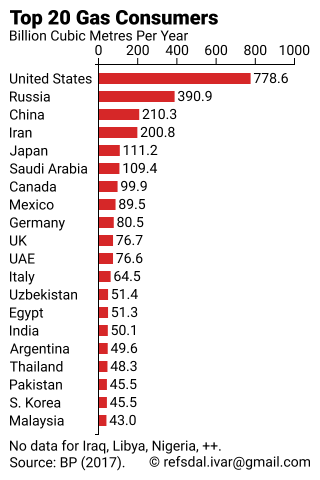 Top 20 Gas Consumers
Billion Cubic Metres Per Year
0 200 400 600 800 1000
United States 778.6
Russia 390.9
China 210.3
Iran 200.8
Japan 111.2
Saudi Arabia 109.4
Canada 99.9
Mexico 89.5
Germany 80.5
UK 76.7
UAE 76.6
Italy 64.5
Uzbekistan 51.4
Egypt 51.3
India 50.1
Argentina 49.6
Thailand 48.3
Pakistan 45.5
S. Korea 45.5
Malaysia 43.0
No data for Iraq, Libya, Nigeria, ++.
Source: BP (2017). © refsdal.ivar@gmail.com